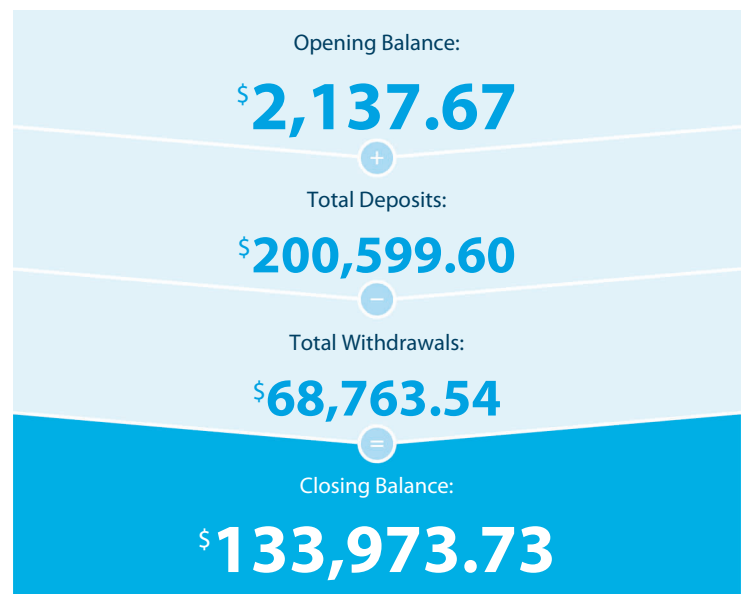 Opening Balance:
$2,137.67
+
Total Deposits:
$200,599.60
−
Total Withdrawals:
$68,763.54
=
Closing Balance:
$133,973.73